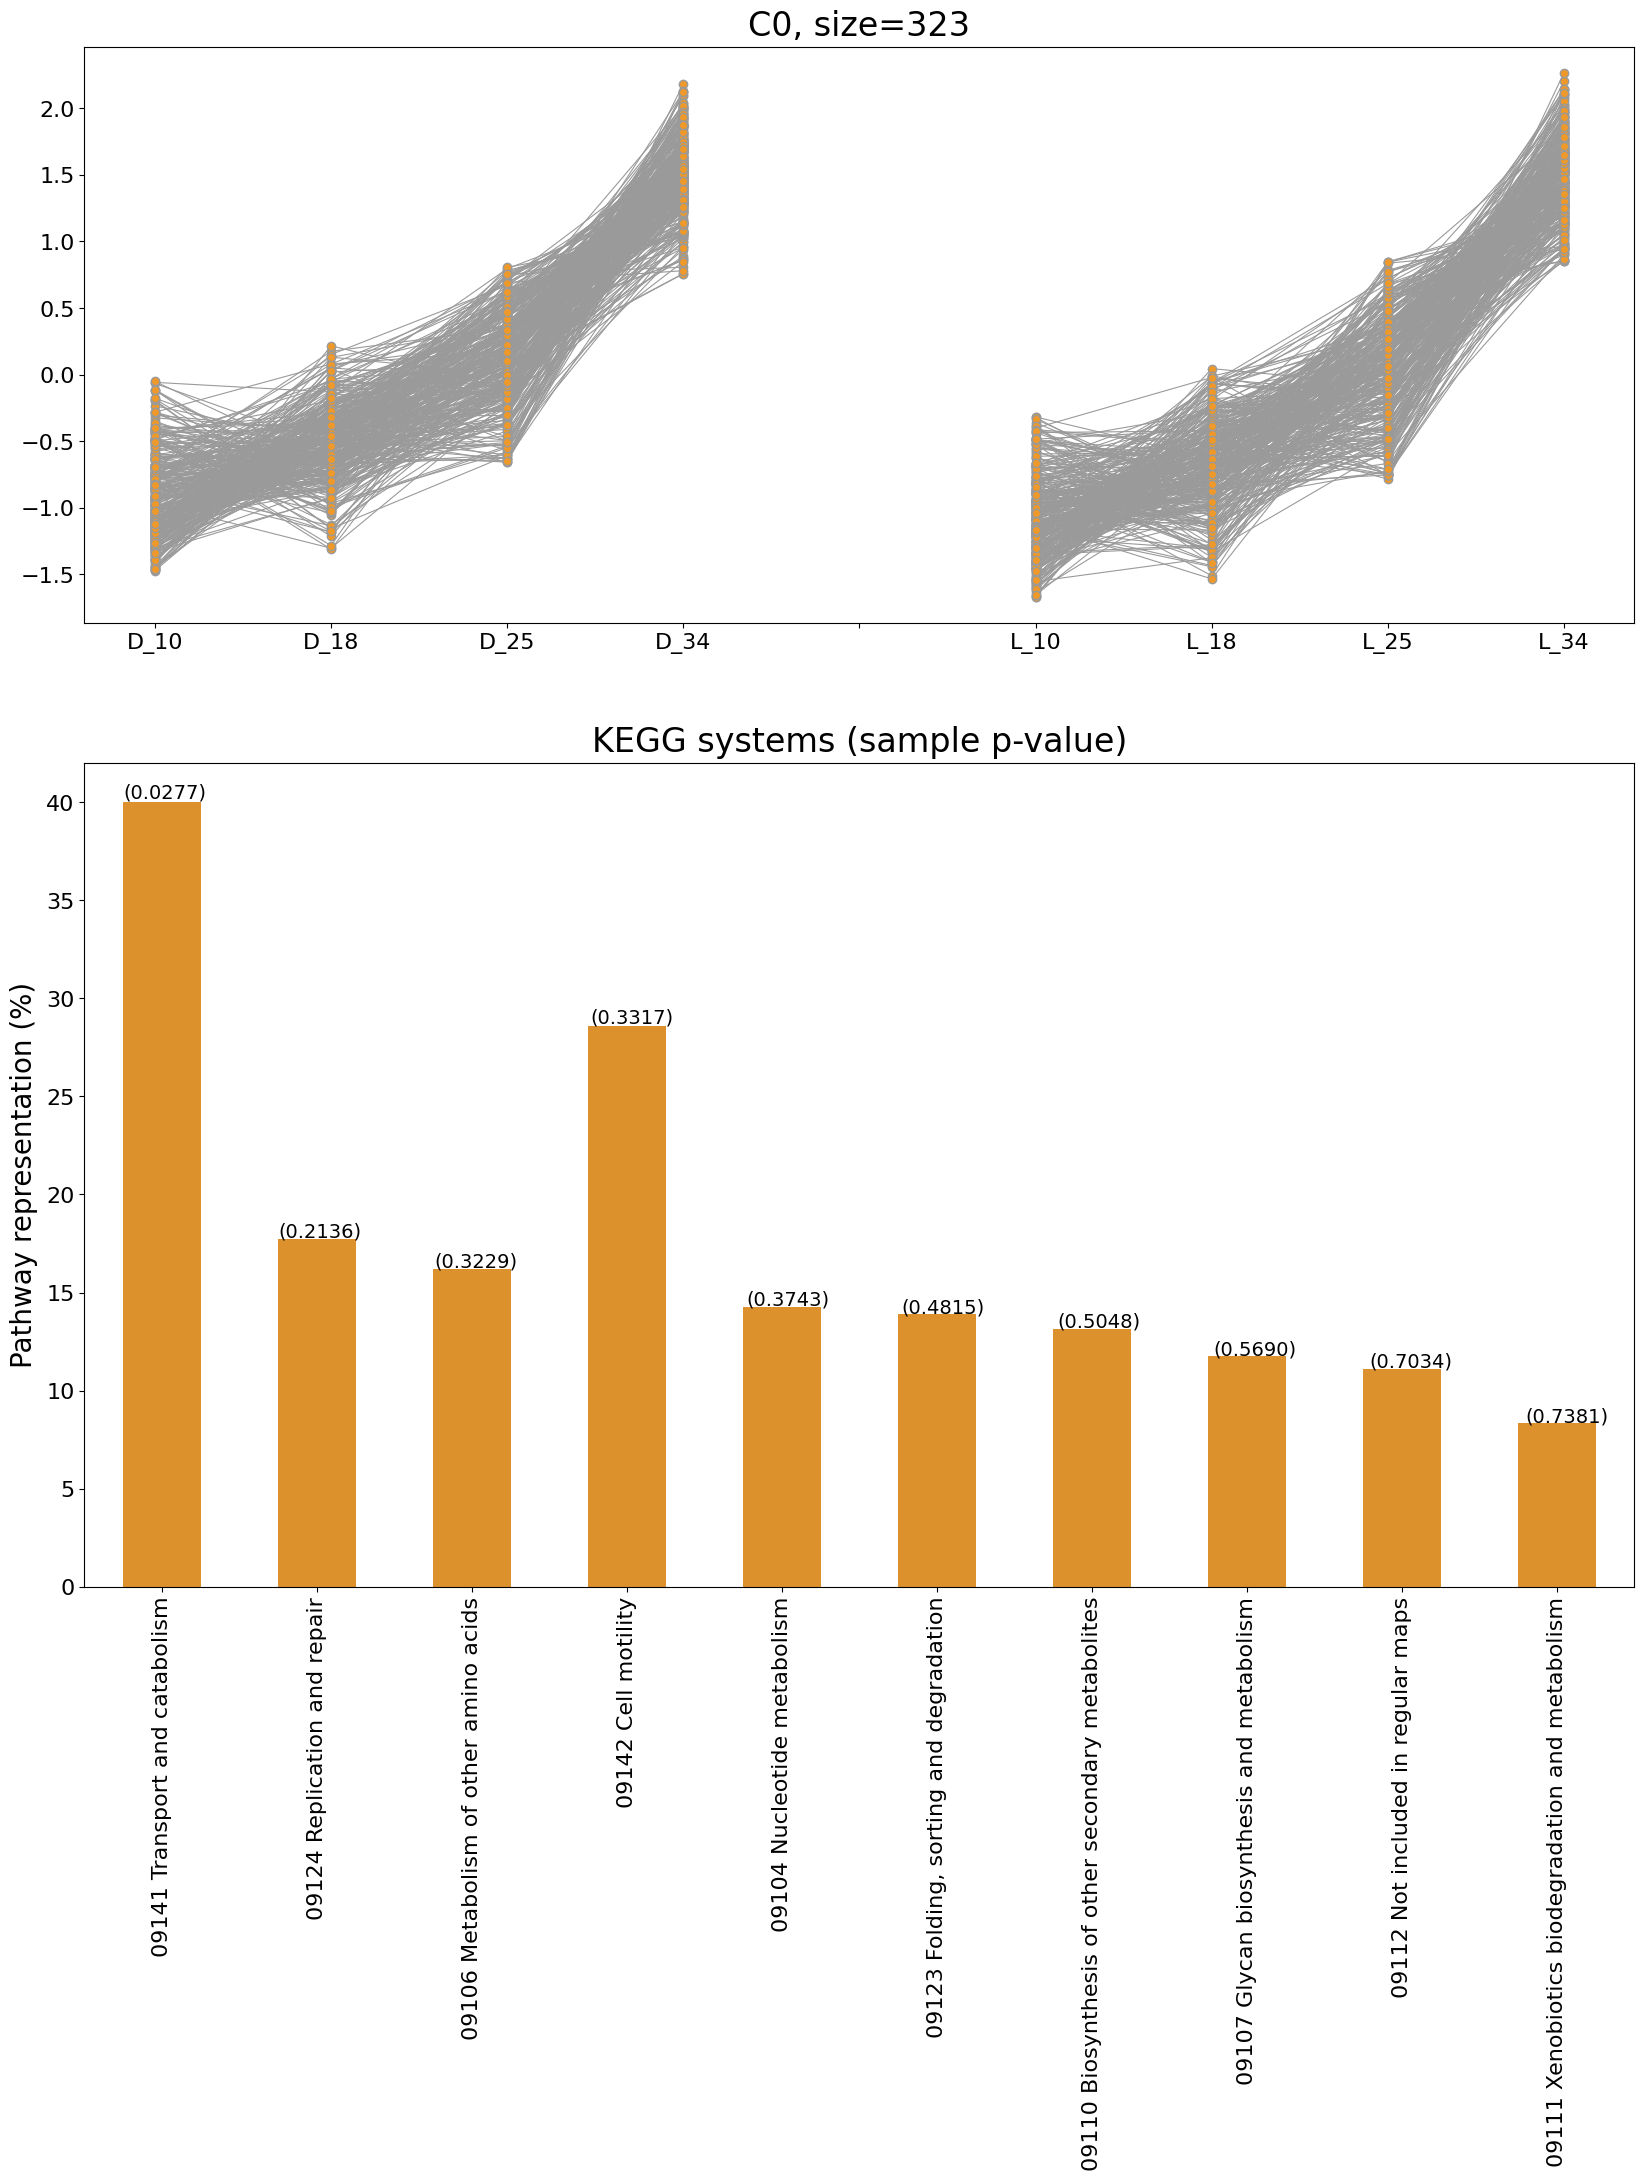 C0, size=323
2.0
1.5
1.0
0.5
0.0
−0.5
−1.0
−1.5
D_10 D_18 D_25 D_34 L_10 L_18 L_25 L_34
KEGG systems (sample p-value)
Pathway representation (%)
40
35
30
25
20
15
10
5
0
(0.0277)
(0.2136)
(0.3229)
(0.3317)
(0.3743)
(0.4815)
(0.5048)
(0.5690)
(0.7034)
(0.7381)
09141 Transport and catabolism
09124 Replication and repair
09106 Metabolism of other amino acids
09142 Cell motility
09104 Nucleotide metabolism
09123 Folding, sorting and degradation
09110 Biosynthesis of other secondary metabolites
09107 Glycan biosynthesis and metabolism
09112 Not included in regular maps
09111 Xenobiotics biodegradation and metabolism